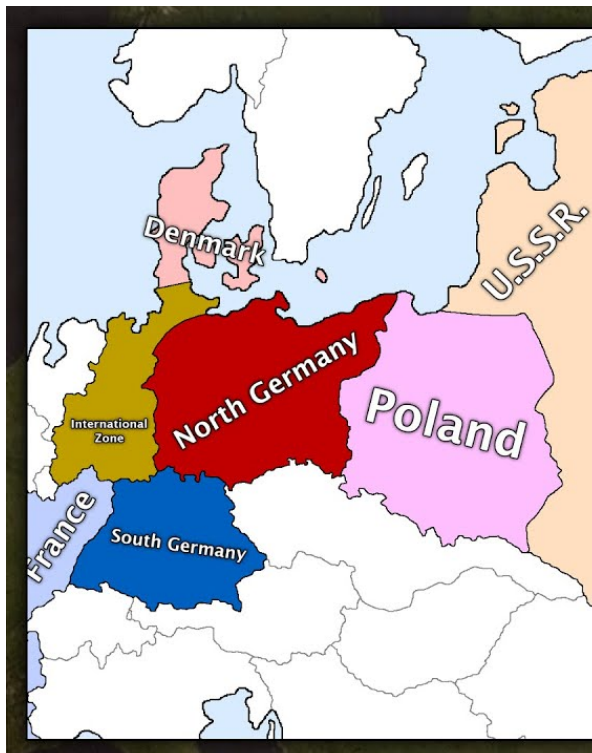 Denmark
U.S.S.R.
North Germany
Poland
International
Zone
France
South Germany